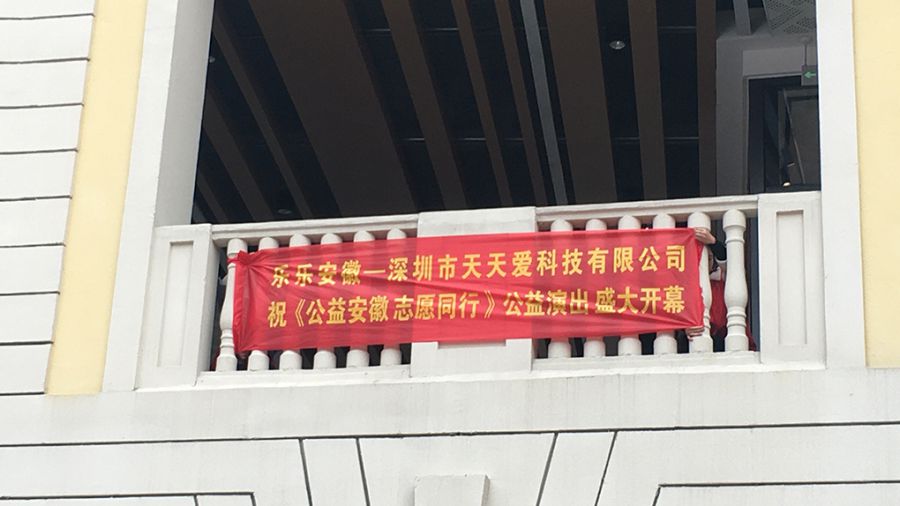 乐乐安徽—深圳市天天爱科技有限公司
祝《公益安徽 志愿同行》公益演出 盛大开幕